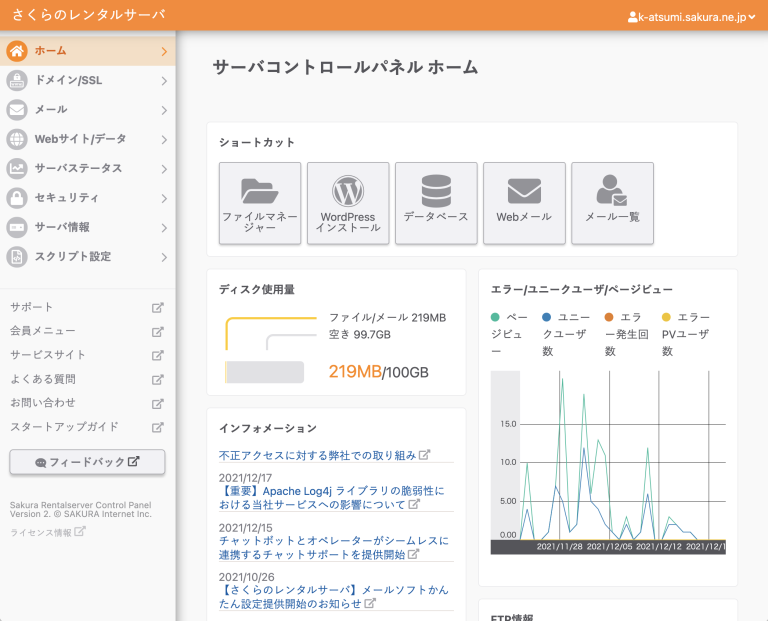 さくらのレンタルサーバ
k-atsumi.sakura.ne.jp
ホーム
ドメイン/SSL
メール
Webサイト/データ
サーバステータス
セキュリティ
サーバ情報
スクリプト設定
サポート
会員メニュー
サービスサイト
よくある質問
お問い合わせ
スタートアップガイド
フィードバック
Sakura Rentalserver Control Panel
Version 2. © SAKURA Internet Inc.
ライセンス情報
サーバコントロールパネル ホーム
ショートカット
ファイルマネー
ジャー
WordPress
インストール
データベース
Webメール
メール一覧
ディスク使用量
ファイル/メール 219MB
空き 99.7GB
219MB/100GB
インフォメーション
不正アクセスに対する弊社での取り組み
2021/12/17
【重要】Apache Log4j ライブラリの脆弱性に
おける当社サービスへの影響について
2021/12/15
チャットボットとオペレーターがシームレスに
連携するチャットサポートを提供開始
2021/10/26
【さくらのレンタルサーバ】メールソフトかん
たん設定提供開始のお知らせ
エラー/ユニークユーザ/ページビュー
ペー
ジビュ
ー
ユニー
クユーザ
数
エラ
ー発生回
数
エラー
PVユーザ
数
15.0
10.0
5.00
0.00
2021/11/28 2021/12/05 2021/12/12 2021/12/1
FTP情報